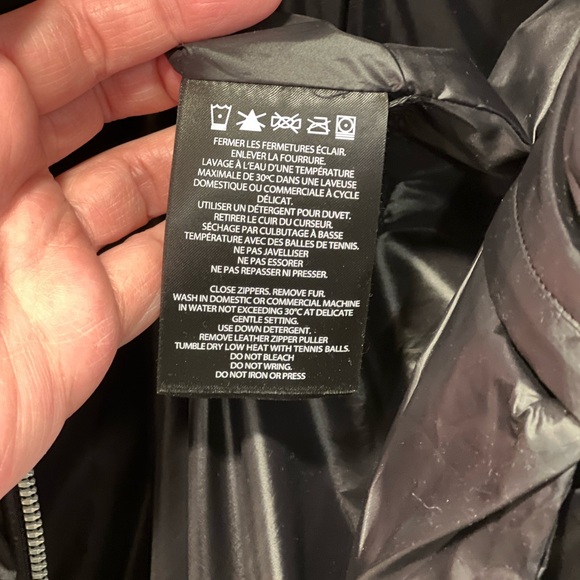 FERMER LES FERMETURES ÉCLAIR.
ENLEVER LA FOURRURE.
LAVAGE À L'EAU D'UNE TEMPÉRATURE
MAXIMALE DE 30ºC DANS UNE LAVEUSE
DOMESTIQUE OU COMMERCIALE À CYCLE
DÉLICAT.
UTILISER UN DÉTERGENT POUR DUVET.
RETIRER LE CUIR DU CURSEUR.
SÉCHAGE PAR CULBUTAGE À BASSE
TEMPÉRATURE AVEC DES BALLES DE TENNIS.
NE PAS JAVELLISER
NE PAS ESSORER
NE PAS REPASSER NI PRESSER.
CLOSE ZIPPERS. REMOVE FUR.
WASH IN DOMESTIC OR COMMERCIAL MACHINE
IN WATER NOT EXCEEDING 30ºC AT DELICATE
GENTLE SETTING.
USE DOWN DETERGENT.
REMOVE LEATHER ZIPPER PULLER
TUMBLE DRY LOW HEAT WITH TENNIS BALLS.
DO NOT BLEACH
DO NOT WRING.
DO NOT IRON OR PRESS